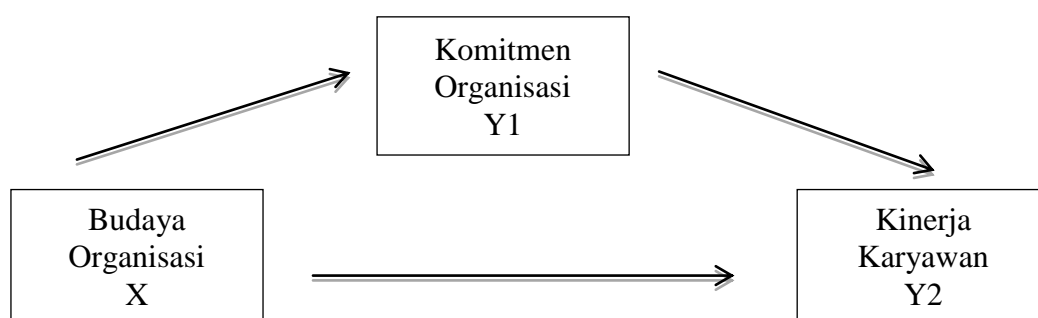 Komitmen
Organisasi
Y1
Budaya
Organisasi
X
Kinerja
Karyawan
Y2